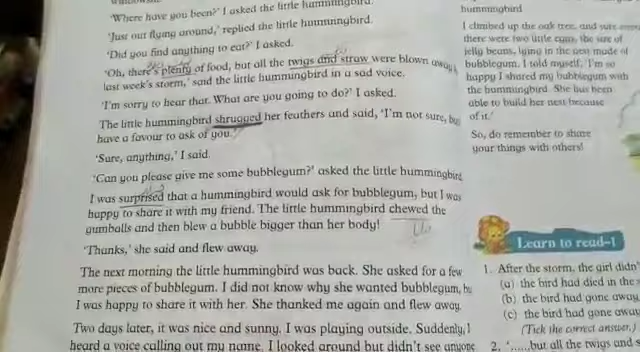 'Where have you been?' I asked the little hummingbird.
'Just out flying around,' replied the little hummingbird.
'Did you find anything to eat?' I asked.
'Oh, there's plenty of food, but all the twigs and straw were blown away
last week's storm,' said the little hummingbird in a sad voice.
'I'm sorry to hear that. What are you going to do?' I asked.
The little hummingbird shrugged her feathers and said, 'I'm not sure, bu
have a favour to ask of you.'
'Sure, anything,' I said.
'Can you please give me some bubblegum?' asked the little hummingbird
I was surprised that a hummingbird would ask for bubblegum, but I was
happy to share it with my friend. The little hummingbird chewed the
gumballs and then blew a bubble bigger than her body!
'Thanks,' she said and flew away.
The next morning the little hummingbird was back. She asked for a few
more pieces of bubblegum. I did not know why she wanted bubblegum, bu
I was happy to share it with her. She thanked me again and flew away.
Two days later, it was nice and sunny. I was playing outside. Suddenly, I
heard a voice calling out my name. I looked around but didn't see anyone
hummingbird
I climbed up the oak tree, and sure
there were two little eggs, the size of
jelly beans, lying in the nest made of
bubblegum. I told myself, 'I'm so
happy I shared my bubblegum with
the hummingbird. She has been
able to build her nest because
of it.'
So, do remember to share
your things with others!
Learn to read-1
1. After the storm, the girl didn'
(a) the bird had died in the s
(b) the bird had gone away
(c) the bird had gone away
(Tick the correct answer.)
2. '......but all the twigs and s